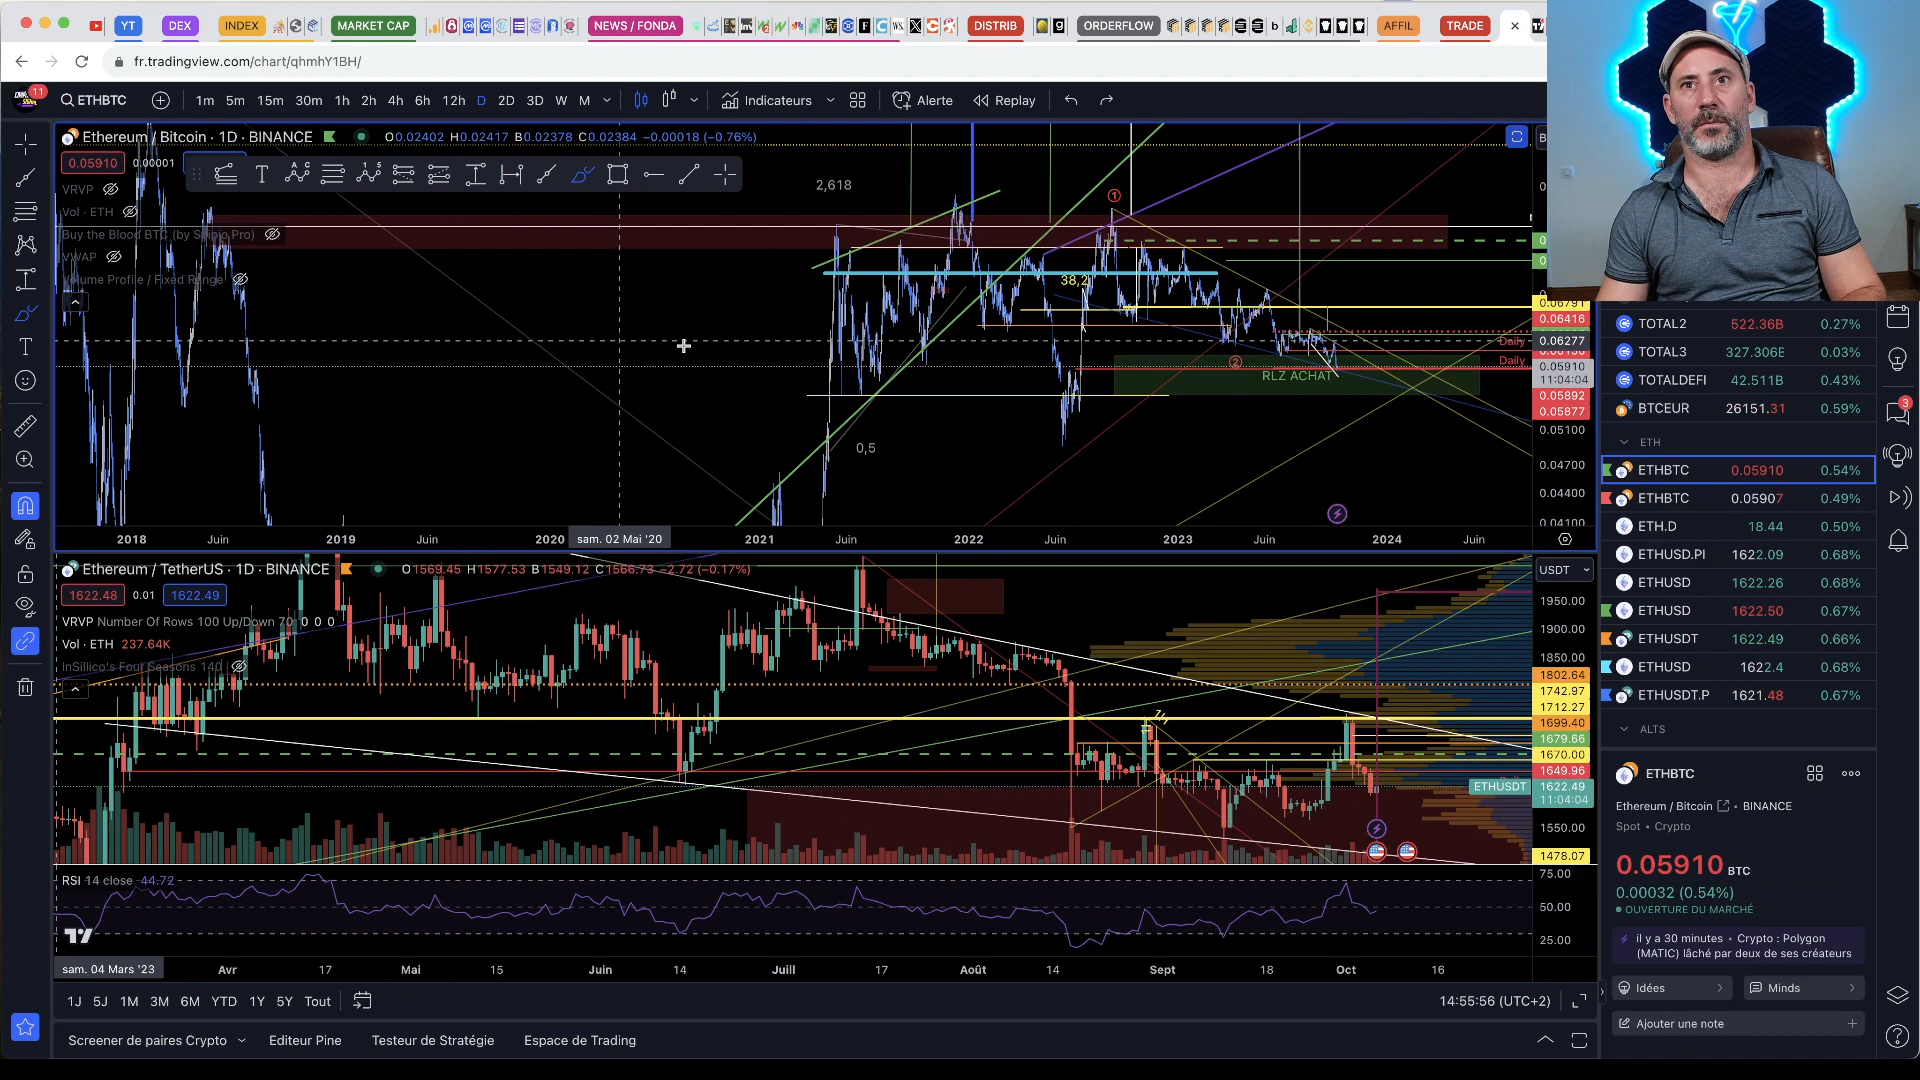 YT DEX INDEX MARKET CAP NEWS / FONDA DISTRIB ORDERFLOW AFFIL TRADE
fr.tradingview.com/chart/qhmhY1BH/
11
ETHBTC 1m 5m 15m 30m 1h 2h 4h 6h 12h D 2D 3D W M Indicateurs Alerte Replay
Ethereum / Bitcoin · 1D · BINANCE O0.02402 H0.02417 B0.02378 C0.02384 −0.00018 (−0.76%)
0.05910 0.00001
VRVP
Vol · ETH
VWAP
Volume Profile / Fixed Range
2,618
38,2
0,5
1
2
RLZ ACHAT
Daily
Daily
0.06791
0.06416
0.06277
0.05910
11:04:04
0.05892
0.05877
0.05100
0.04700
0.04400
0.04100
2018 Juin 2019 Juin 2020 sam. 02 Mai '20 2021 Juin 2022 Juin 2023 Juin 2024 Juin
Ethereum / TetherUS · 1D · BINANCE O1569.45 H1577.53 B1549.12 C1566.73 −2.72 (−0.17%)
1622.48 0.01 1622.49
VRVP Number Of Rows 100 Up/Down 70 0 0 0
Vol · ETH 237.64K
InSillico's Four Seasons 140
USDT
1950.00
1900.00
1850.00
1802.64
1742.97
1712.27
1699.40
1679.66
1670.00
1649.96
ETHUSDT 1622.49
11:04:04
1550.00
1478.07
RSI 14 close 44.72
75.00
50.00
25.00
sam. 04 Mars '23 Avr 17 Mai 15 Juin 14 Juill 17 Août 14 Sept 18 Oct 16
1J 5J 1M 3M 6M YTD 1Y 5Y Tout 14:55:56 (UTC+2)
Screener de paires Crypto Editeur Pine Testeur de Stratégie Espace de Trading
TOTAL2 522.36B 0.27%
TOTAL3 327.306B 0.03%
TOTALDEFI 42.511B 0.43%
BTCEUR 26151.31 0.59%
ETH
ETHBTC 0.05910 0.54%
ETHBTC 0.05907 0.49%
ETH.D 18.44 0.50%
ETHUSD.PI 1622.09 0.68%
ETHUSD 1622.26 0.68%
ETHUSD 1622.50 0.67%
ETHUSDT 1622.49 0.66%
ETHUSD 1622.4 0.68%
ETHUSDT.P 1621.48 0.67%
ALTS
ETHBTC
Ethereum / Bitcoin • BINANCE
Spot • Crypto
0.05910 BTC
0.00032 (0.54%)
OUVERTURE DU MARCHÉ
il y a 30 minutes • Crypto : Polygon
(MATIC) lâché par deux de ses créateurs
Idées Minds
Ajouter une note
3